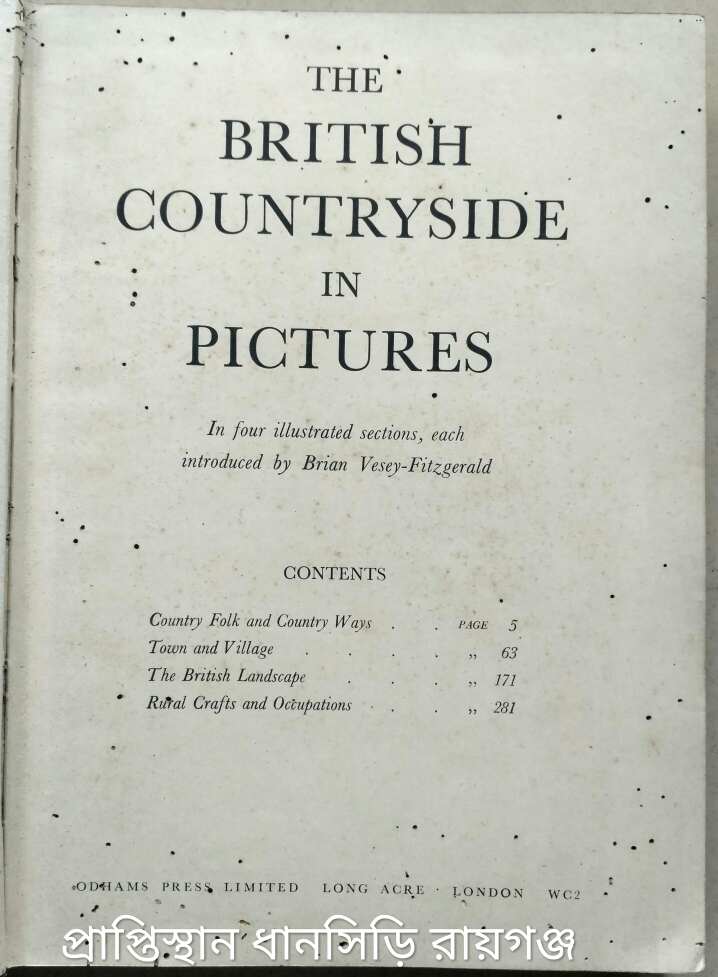 THE
BRITISH
COUNTRYSIDE
IN
PICTURES
In four illustrated sections, each
introduced by Brian Vesey-Fitzgerald
CONTENTS
Country Folk and Country Ways . . PAGE 5
Town and Village . . . . ,, 63
The British Landscape . . . ,, 171
Rural Crafts and Occupations . . . ,, 281
ODHAMS PRESS LIMITED LONG ACRE · LONDON WC2
প্রাপ্তিস্থান ধানসিড়ি রায়গঞ্জ